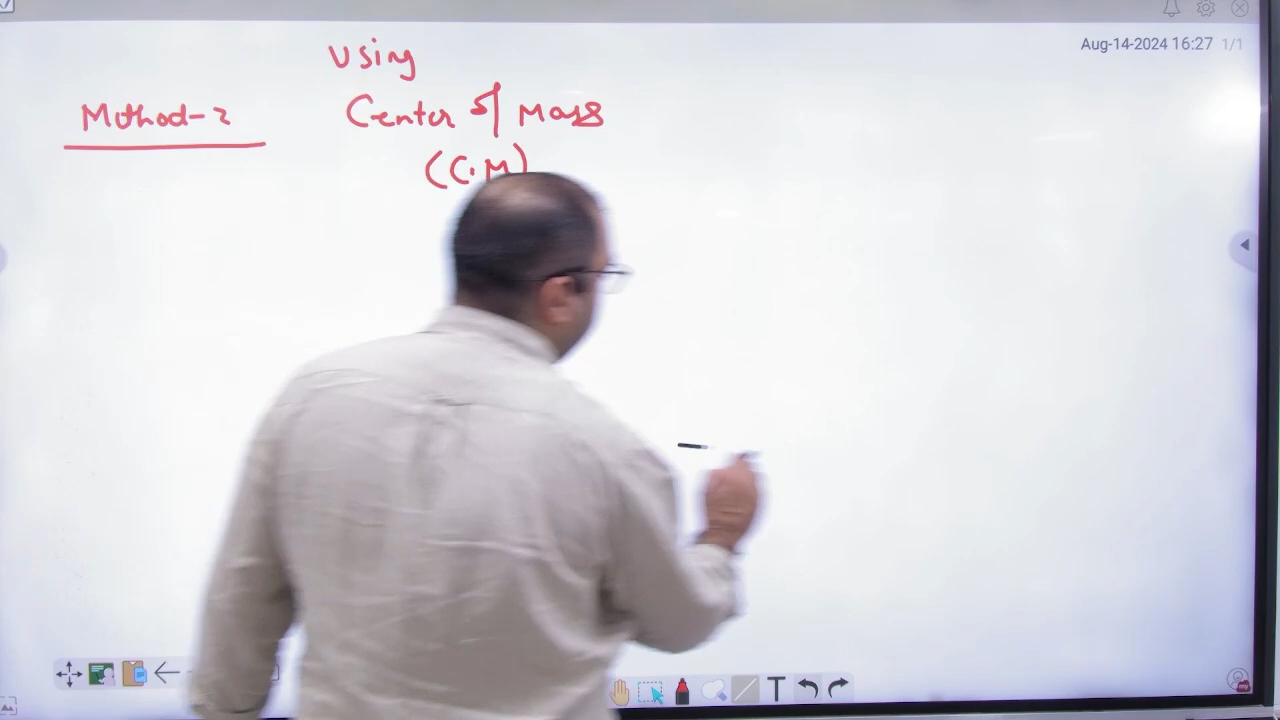 Aug-14-2024 16:27 1/1
Using
Method-2 Center of Mass
(C.M)
T